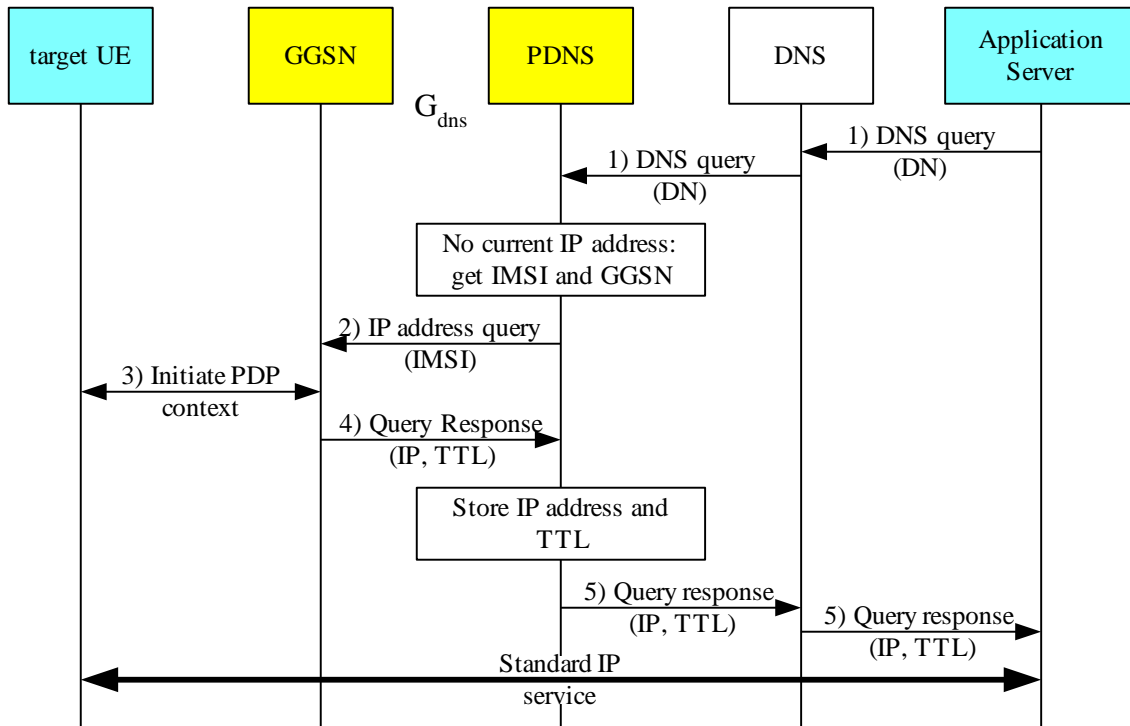 target UE
GGSN
PDNS
DNS
Application
Server
G
dns
1) DNS query
(DN)
1) DNS query
(DN)
No current IP address:
get IMSI and GGSN
2) IP address query
(IMSI)
3) Initiate PDP
context
4) Query Response
(IP, TTL)
Store IP address and
TTL
5) Query response
(IP, TTL)
5) Query response
(IP, TTL)
Standard IP
service